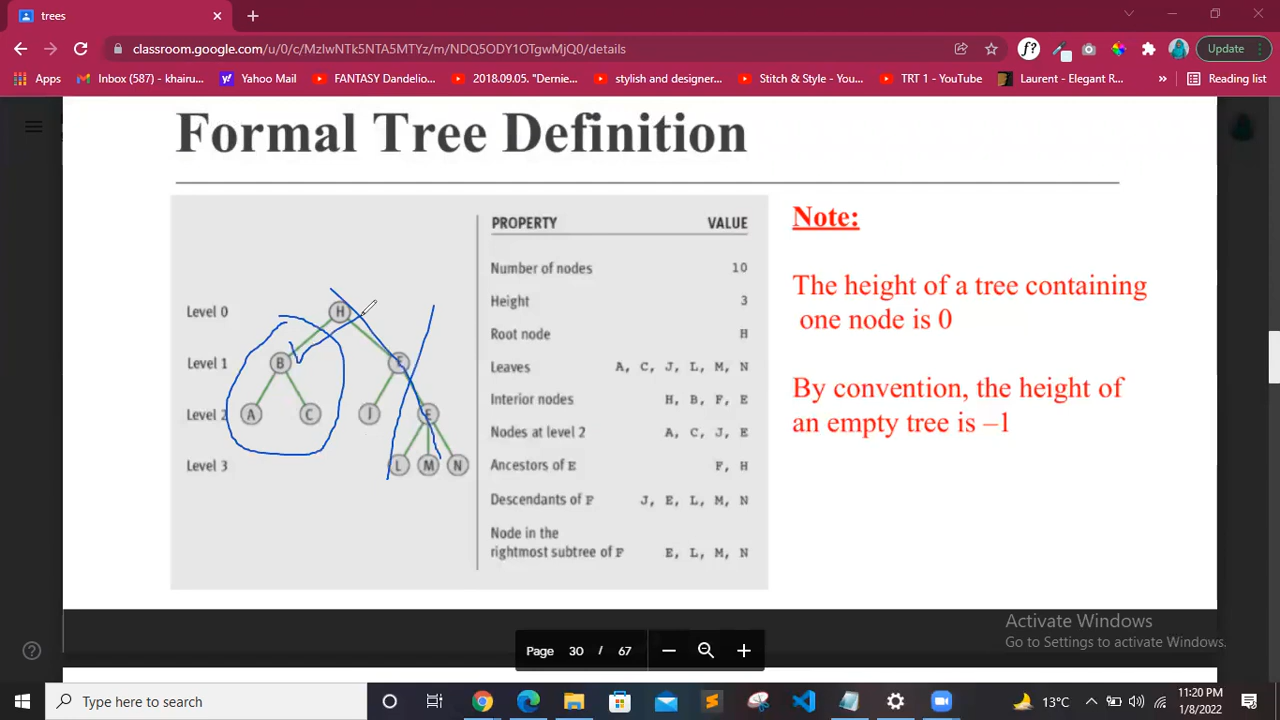 trees
classroom.google.com/u/0/c/MzIwNTk5NTA5MTYz/m/NDQ5ODY1OTgwMjQ0/details
Update
Apps
Inbox (587) - khairu...
Yahoo Mail
FANTASY Dandelio...
2018.09.05. "Dernie...
stylish and designer...
Stitch & Style - You...
TRT 1 - YouTube
Laurent - Elegant R...
»
Reading list
Formal Tree Definition
PROPERTY VALUE
Number of nodes 10
Height 3
Root node H
Leaves A, C, J, L, M, N
Interior nodes H, B, F, E
Nodes at level 2 A, C, J, E
Ancestors of E F, H
Descendants of F J, E, L, M, N
Node in the
rightmost subtree of F E, L, M, N
Level 0 H
Level 1 B
Level 2 A C J E
Level 3 L M N
Note:
The height of a tree containing
one node is 0
By convention, the height of
an empty tree is –1
Activate Windows
Go to Settings to activate Windows.
Page 30 / 67
Type here to search
13°C
11:20 PM
1/8/2022